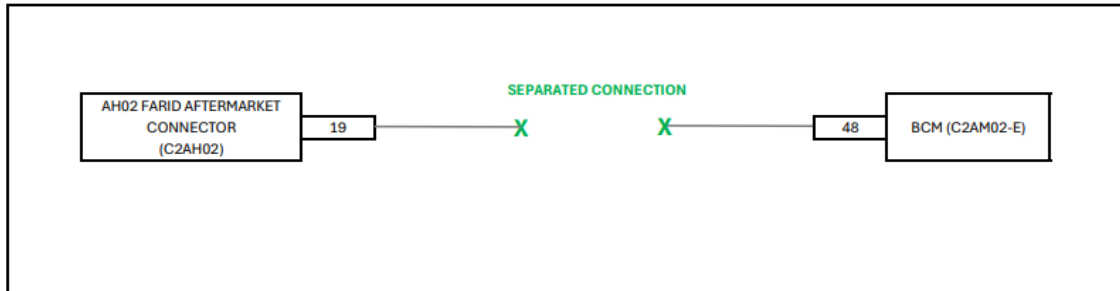 SEPARATED CONNECTION
AH02 FARID AFTERMARKET
CONNECTOR
(C2AH02)
19
X
X
48
BCM (C2AM02-E)